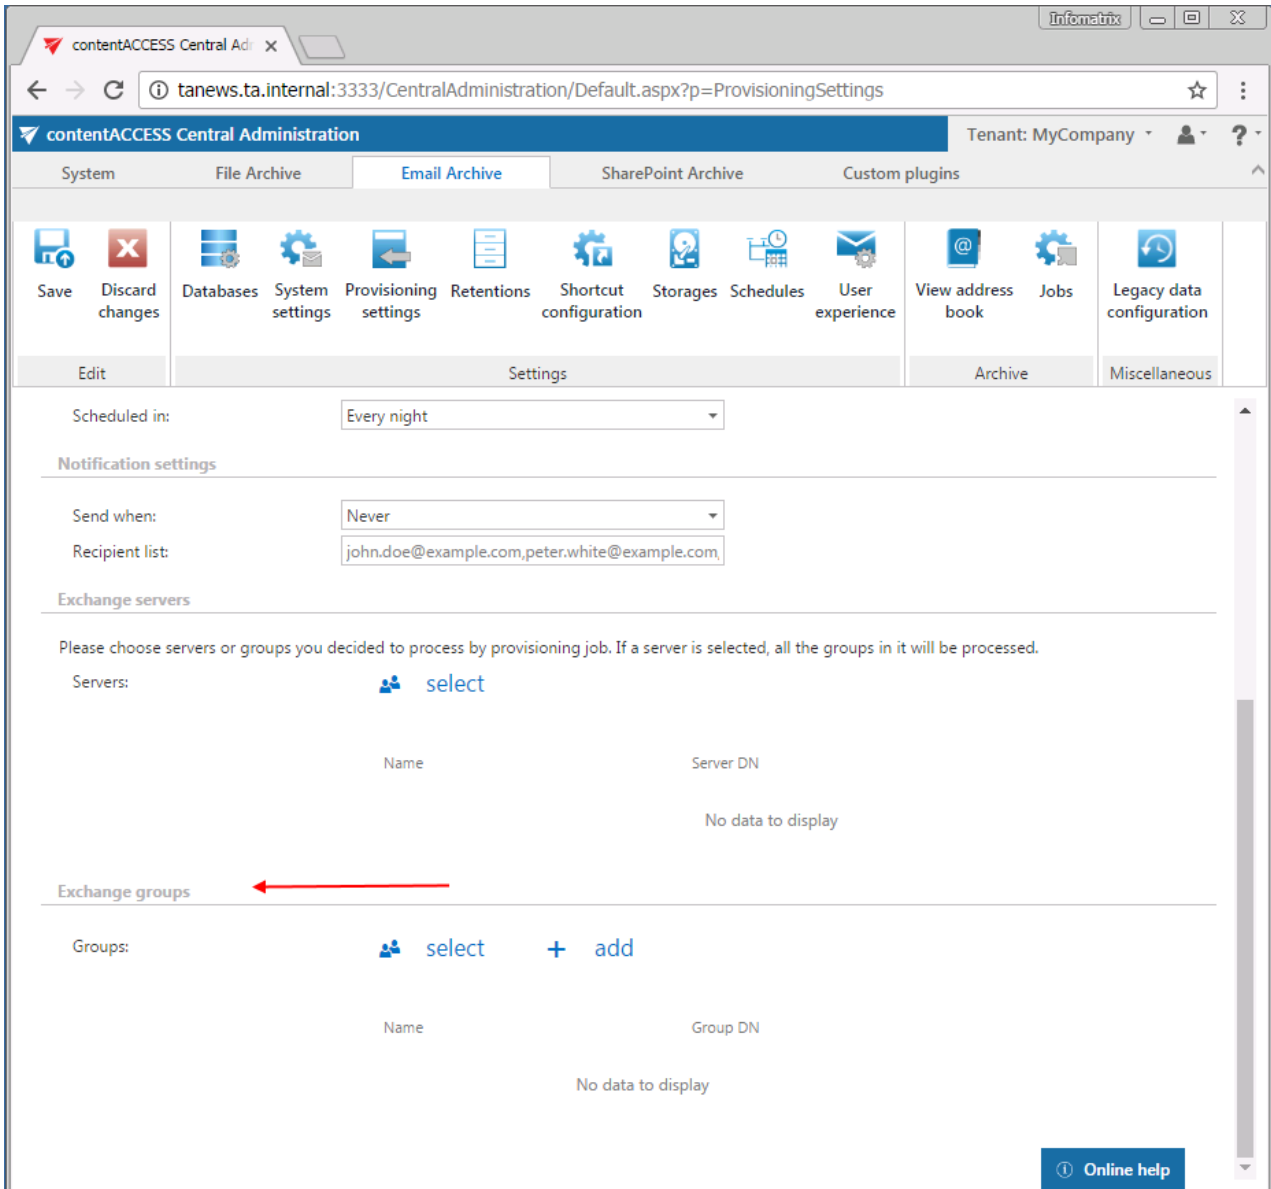 Infomatrix
contentACCESS Central Adr
tanews.ta.internal:3333/CentralAdministration/Default.aspx?p=ProvisioningSettings
contentACCESS Central Administration
Tenant: MyCompany
System File Archive Email Archive SharePoint Archive Custom plugins
Save
Discard changes
Databases
System settings
Provisioning settings
Retentions
Shortcut configuration
Storages
Schedules
User experience
View address book
Jobs
Legacy data configuration
Edit Settings Archive Miscellaneous
Scheduled in: Every night
Notification settings
Send when: Never
Recipient list: john.doe@example.com,peter.white@example.com,
Exchange servers
Please choose servers or groups you decided to process by provisioning job. If a server is selected, all the groups in it will be processed.
Servers: select
Name Server DN
No data to display
Exchange groups
Groups: select + add
Name Group DN
No data to display
Online help